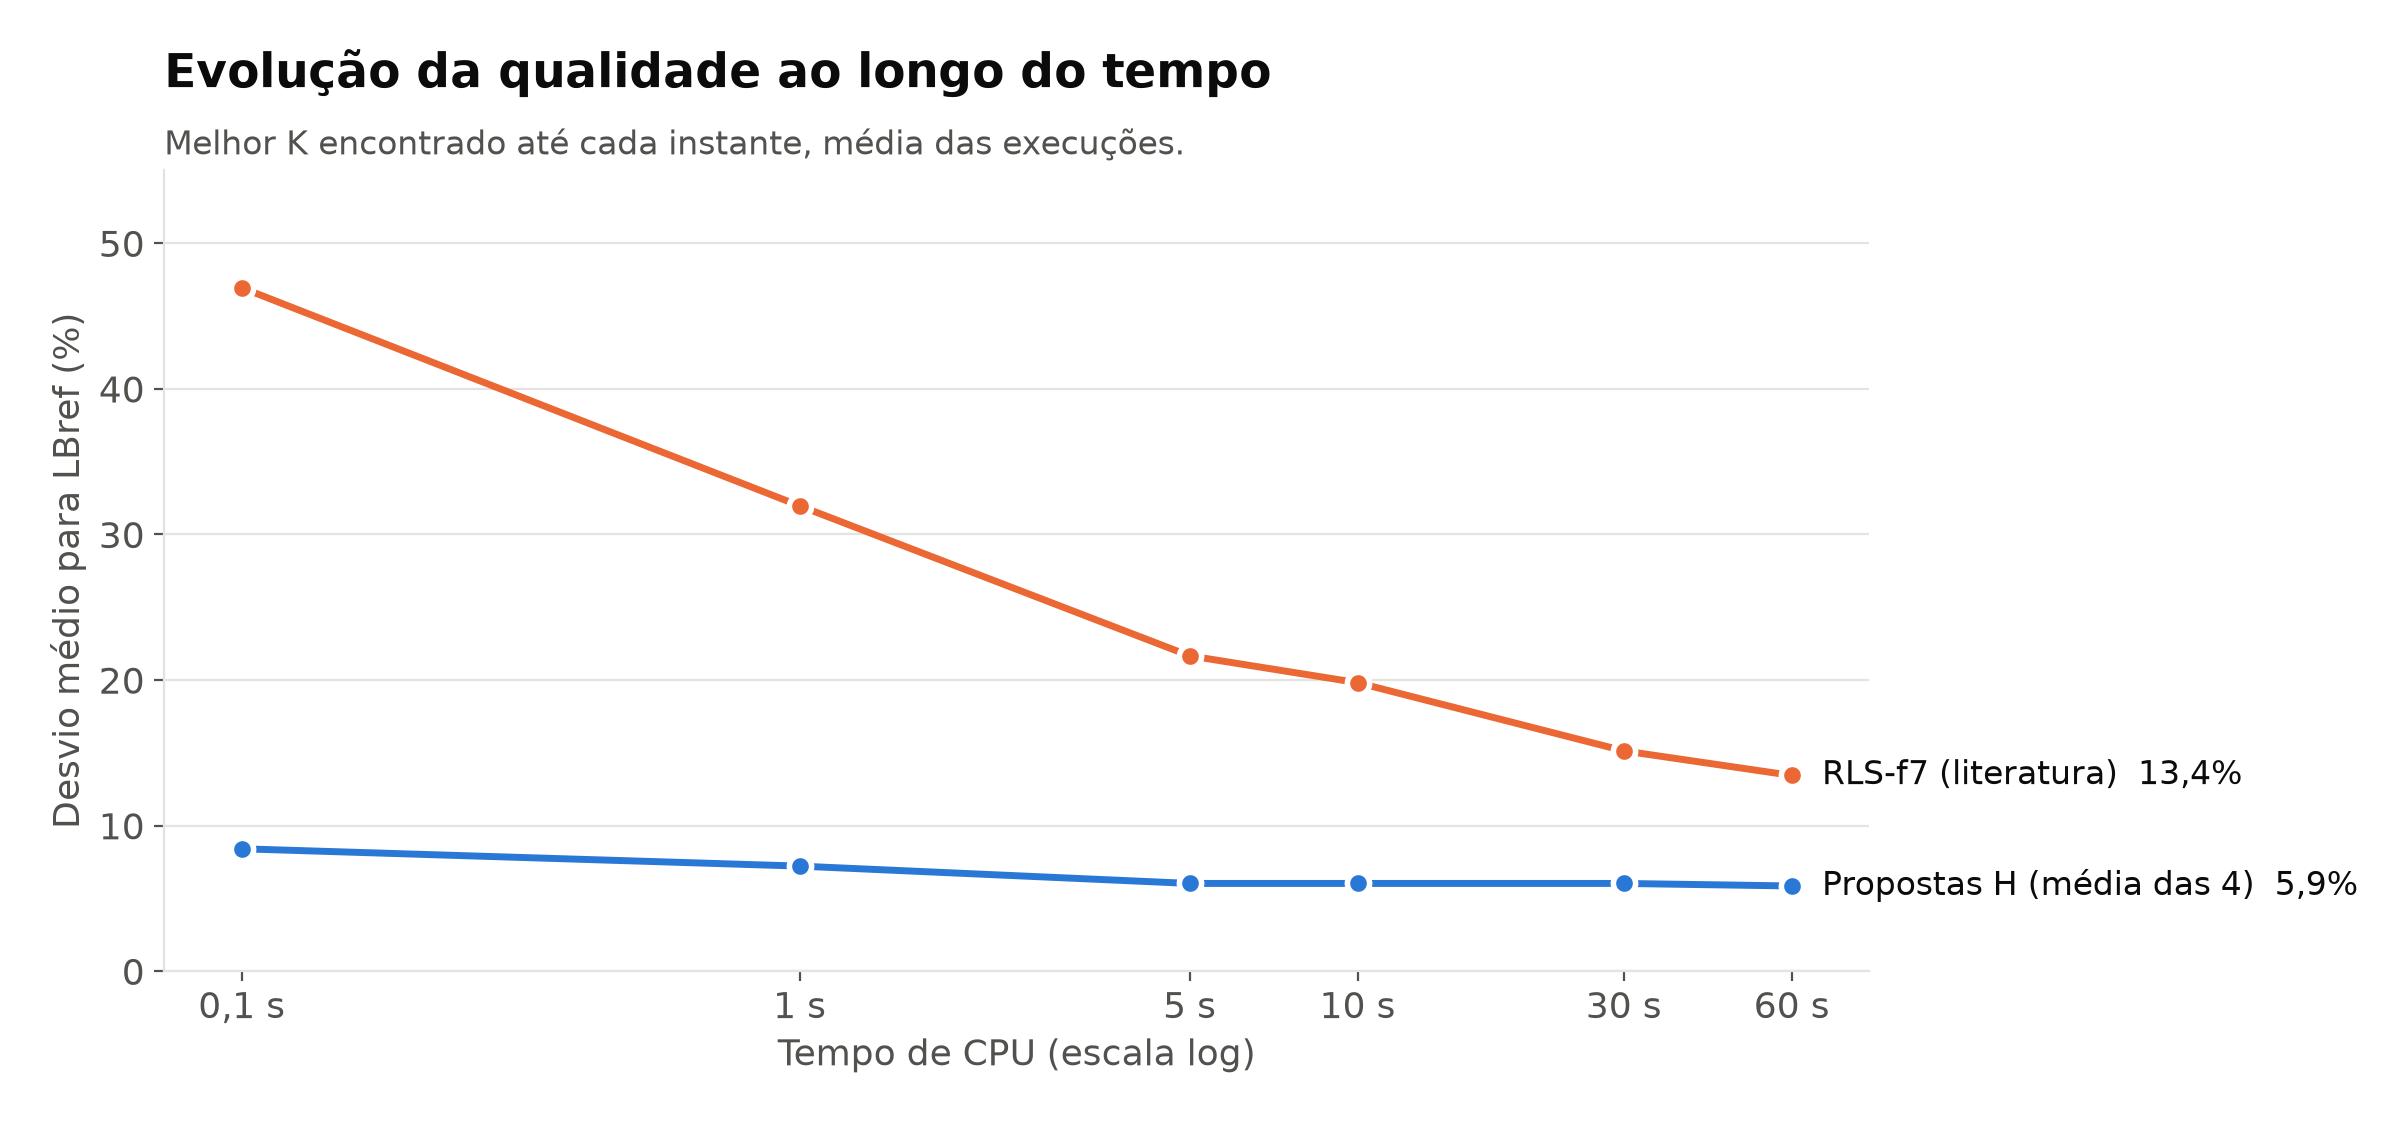 Evolução da qualidade ao longo do tempo
Melhor K encontrado até cada instante, média das execuções.
Desvio médio para LBref (%)
50
40
30
20
10
0
RLS-f7 (literatura)  13,4%
Propostas H (média das 4)  5,9%
0,1 s
1 s
5 s
10 s
30 s
60 s
Tempo de CPU (escala log)